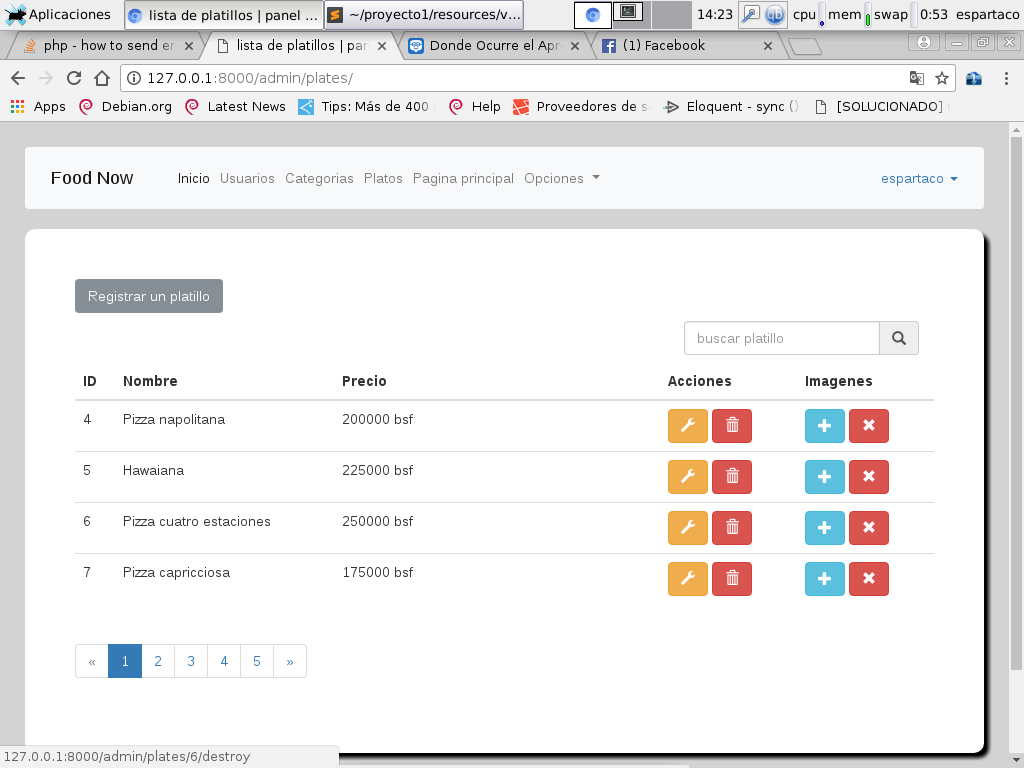 Aplicaciones lista de platillos | panel ... ~/proyecto1/resources/v... 14:23 cpu mem swap 0:53 espartaco
php - how to send en lista de platillos | pan Donde Ocurre el Apr (1) Facebook
127.0.0.1:8000/admin/plates/
Apps Debian.org Latest News Tips: Más de 400 Help Proveedores de s Eloquent - sync () [SOLUCIONADO]
Food Now Inicio Usuarios Categorias Platos Pagina principal Opciones espartaco
Registrar un platillo
buscar platillo
ID Nombre Precio Acciones Imagenes
4 Pizza napolitana 200000 bsf
5 Hawaiana 225000 bsf
6 Pizza cuatro estaciones 250000 bsf
7 Pizza capricciosa 175000 bsf
« 1 2 3 4 5 »
127.0.0.1:8000/admin/plates/6/destroy